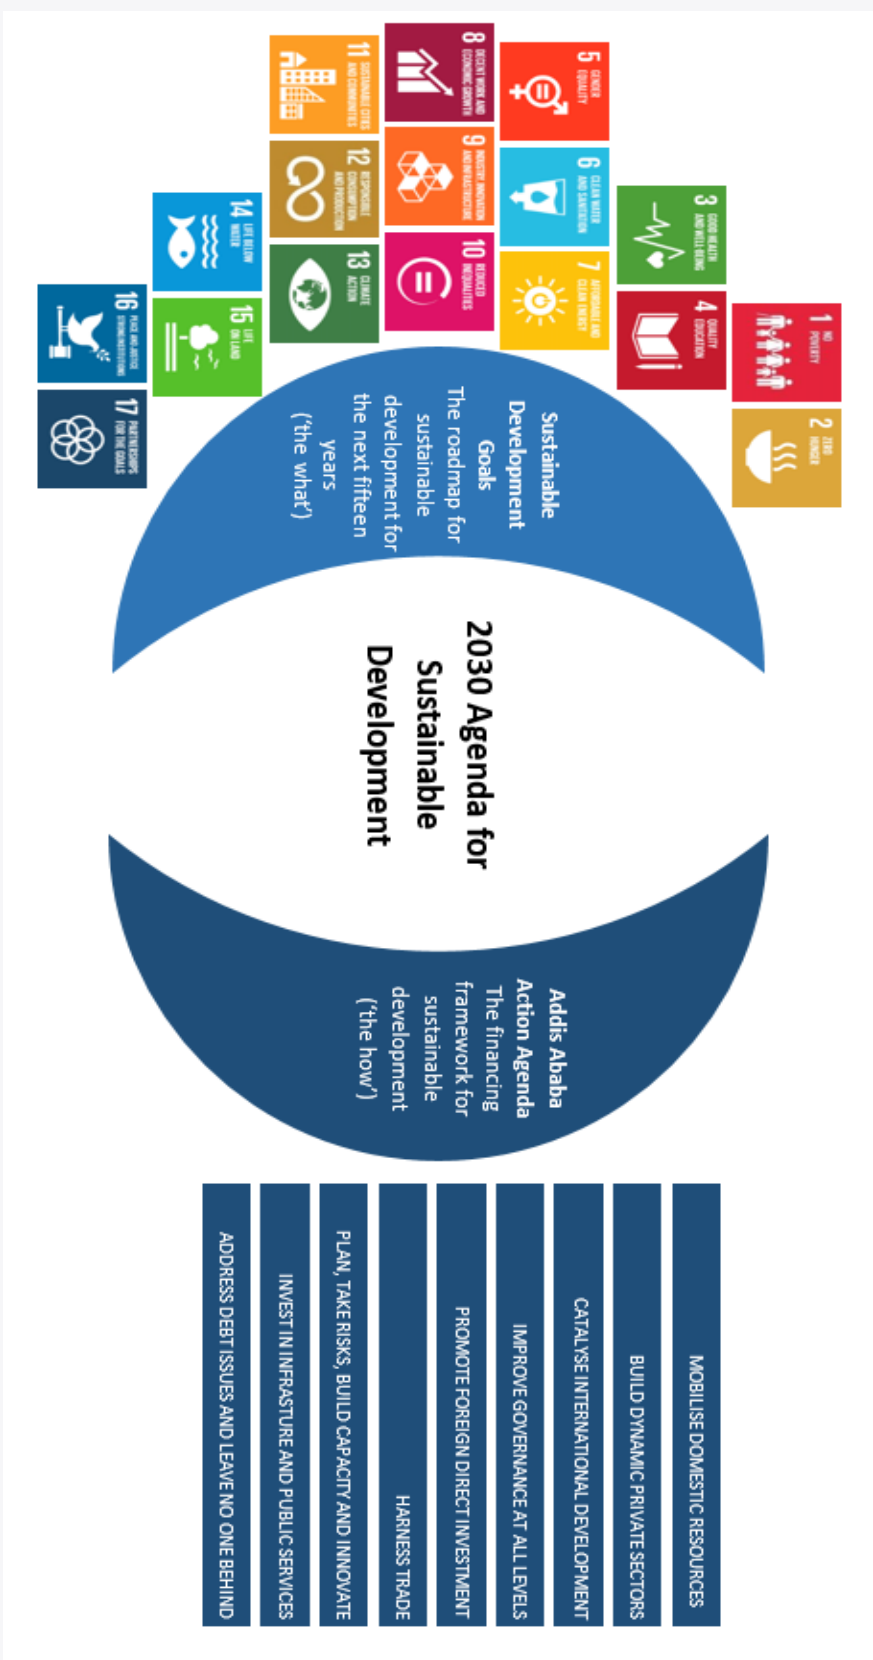 1 NO
POVERTY
2 ZERO
HUNGER
3 GOOD HEALTH
AND WELL-BEING
4 QUALITY
EDUCATION
5 GENDER
EQUALITY
6 CLEAN WATER
AND SANITATION
7 AFFORDABLE AND
CLEAN ENERGY
8 DECENT WORK AND
ECONOMIC GROWTH
9 INDUSTRY, INNOVATION
AND INFRASTRUCTURE
10 REDUCED
INEQUALITIES
11 SUSTAINABLE CITIES
AND COMMUNITIES
12 RESPONSIBLE
CONSUMPTION
AND PRODUCTION
13 CLIMATE
ACTION
14 LIFE BELOW
WATER
15 LIFE
ON LAND
16 PEACE AND JUSTICE
STRONG INSTITUTIONS
17 PARTNERSHIPS
FOR THE GOALS
Sustainable
Development
Goals
The roadmap for
sustainable
development for
the next fifteen
years
('the what')
2030 Agenda for
Sustainable
Development
Addis Ababa
Action Agenda
The financing
framework for
sustainable
development
('the how')
MOBILISE DOMESTIC RESOURCES
BUILD DYNAMIC PRIVATE SECTORS
CATALYSE INTERNATIONAL DEVELOPMENT
IMPROVE GOVERNANCE AT ALL LEVELS
PROMOTE FOREIGN DIRECT INVESTMENT
HARNESS TRADE
PLAN, TAKE RISKS, BUILD CAPACITY AND INNOVATE
INVEST IN INFRASTURE AND PUBLIC SERVICES
ADDRESS DEBT ISSUES AND LEAVE NO ONE BEHIND